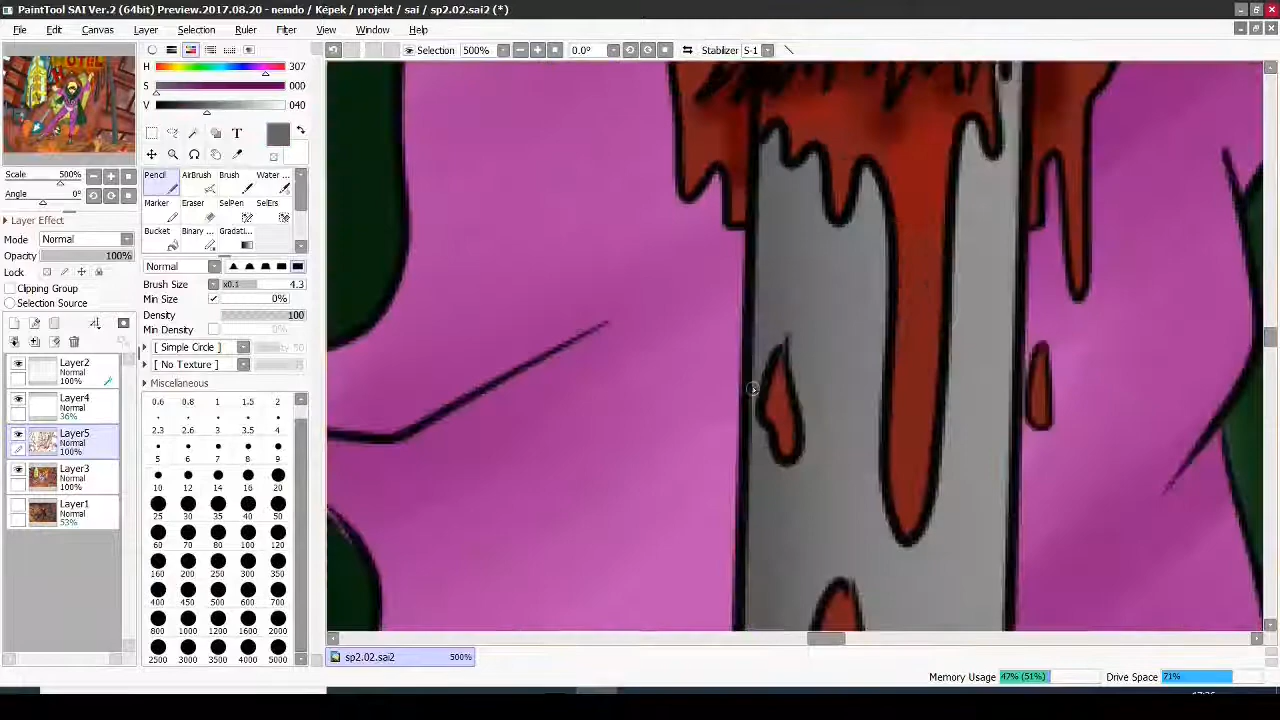 PaintTool SAI Ver.2 (64bit) Preview.2017.08.20 - nemdo / Képek / projekt / sai / sp2.02.sai2 (*)
File Edit Canvas Layer Selection Ruler Filter View Window Help
Selection 500% 0.0° Stabilizer S-1
H 307
S 000
V 040
T
Scale 500%
Angle 0°
Layer Effect
Mode Normal
Opacity 100%
Lock
Clipping Group
Selection Source
Layer2
Normal
100%
Layer4
Normal
36%
Layer5
Normal
100%
Layer3
Normal
100%
Layer1
Normal
53%
Pencil AirBrush Brush Water ...
Marker Eraser SelPen SelErs
Bucket Binary ... Gradati...
Normal
Brush Size x0.1 4.3
Min Size 0%
Density 100
Min Density 0%
[ Simple Circle ] 50
[ No Texture ] 95
Miscellaneous
0.6 0.8 1 1.5 2
2.3 2.6 3 3.5 4
5 6 7 8 9
10 12 14 16 20
25 30 35 40 50
60 70 80 100 120
160 200 250 300 350
400 450 500 600 700
800 1000 1200 1600 2000
2500 3000 3500 4000 5000
sp2.02.sai2 500%
Memory Usage 47% (51%) Drive Space 71%